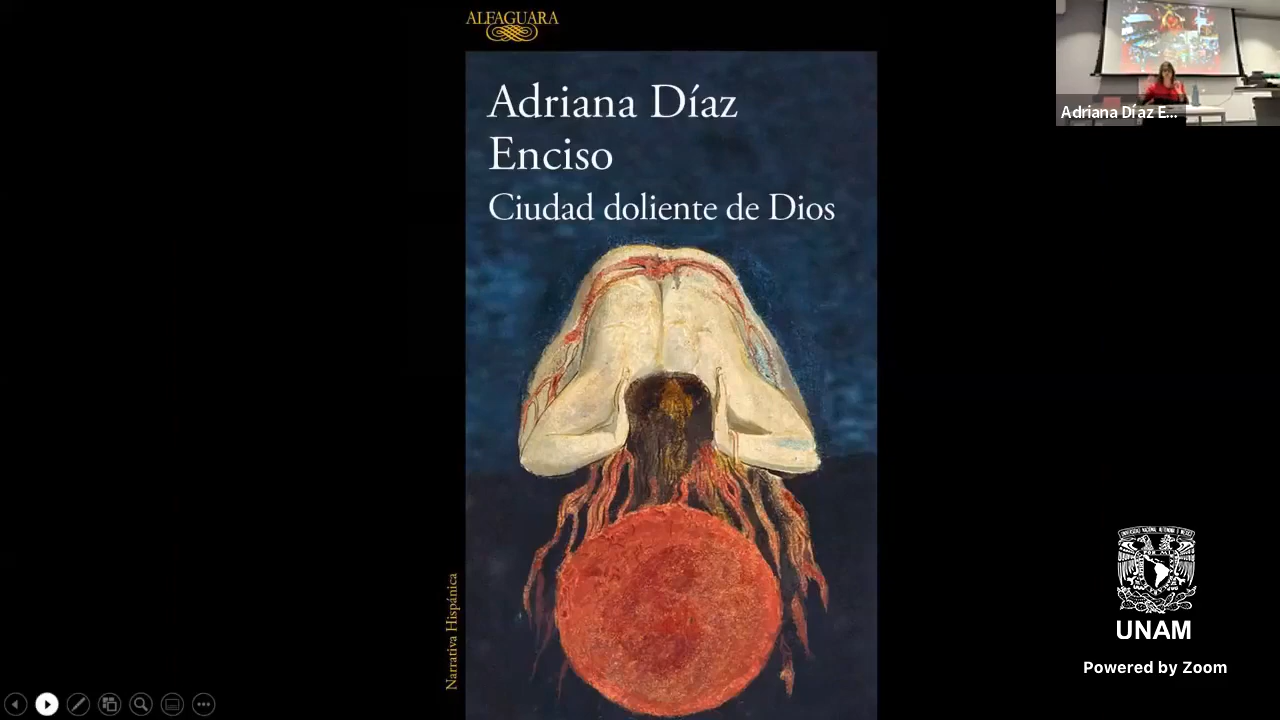 ALFAGUARA
Adriana Díaz
Enciso
Ciudad doliente de Dios
Narrativa Hispánica
Adriana Díaz E...
UNAM
Powered by Zoom